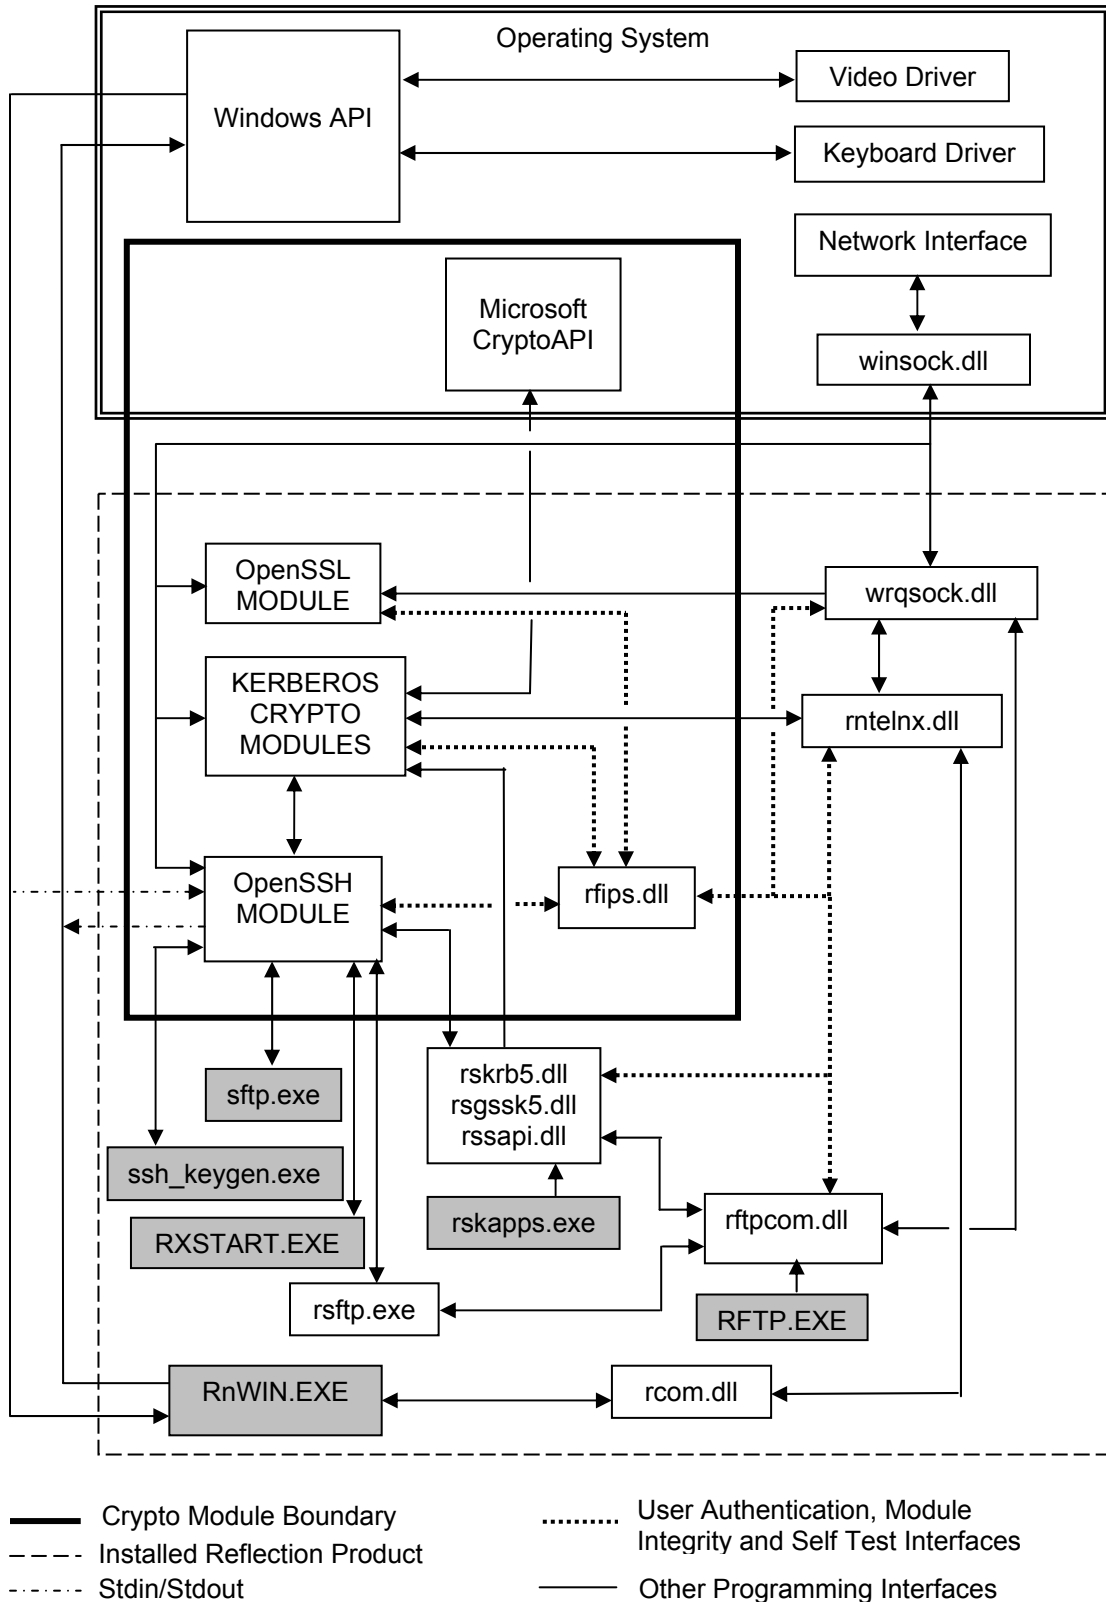 Operating System
Windows API
Video Driver
Keyboard Driver
Network Interface
winsock.dll
Microsoft
CryptoAPI
OpenSSL
MODULE
wrqsock.dll
KERBEROS
CRYPTO
MODULES
rntelnx.dll
OpenSSH
MODULE
rfips.dll
sftp.exe
rskrb5.dll
rsgssk5.dll
rssapi.dll
ssh_keygen.exe
rskapps.exe
rftpcom.dll
RXSTART.EXE
rsftp.exe
RFTP.EXE
RnWIN.EXE
rcom.dll
Crypto Module Boundary
Installed Reflection Product
Stdin/Stdout
User Authentication, Module
Integrity and Self Test Interfaces
Other Programming Interfaces